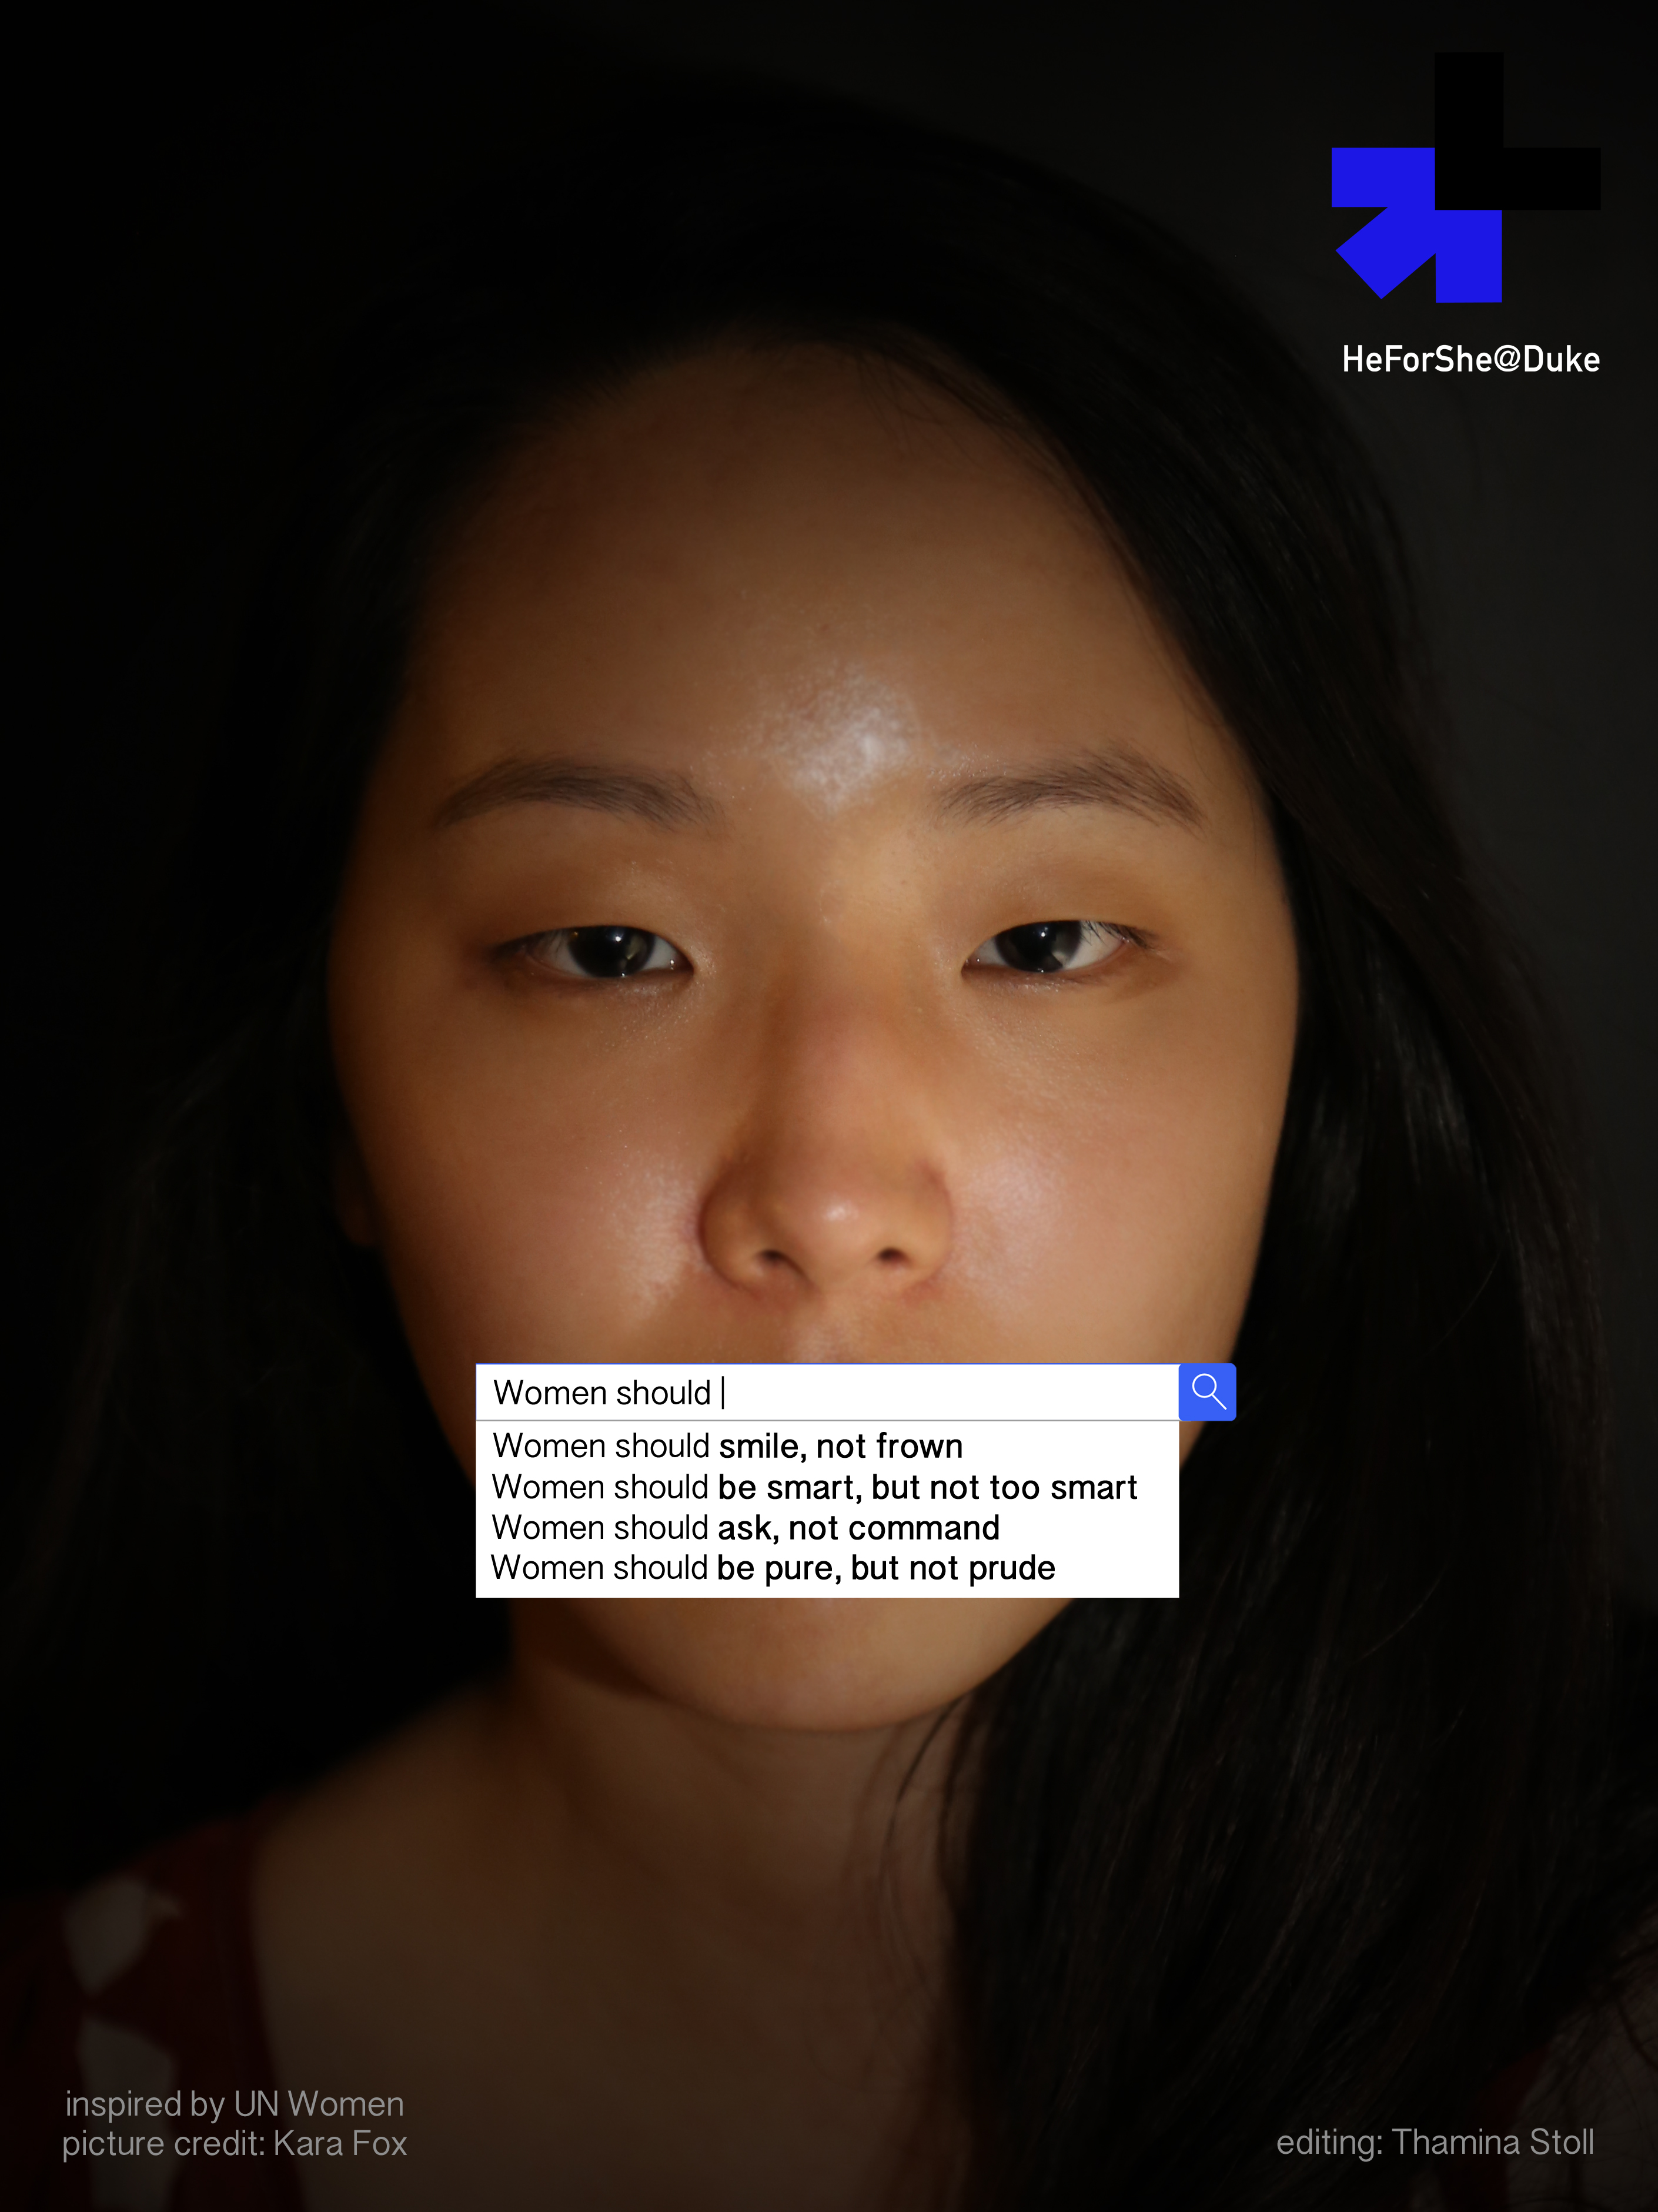 HeForShe@Duke
Women should
Women should smile, not frown
Women should be smart, but not too smart
Women should ask, not command
Women should be pure, but not prude
inspired by UN Women
picture credit: Kara Fox
editing: Thamina Stoll